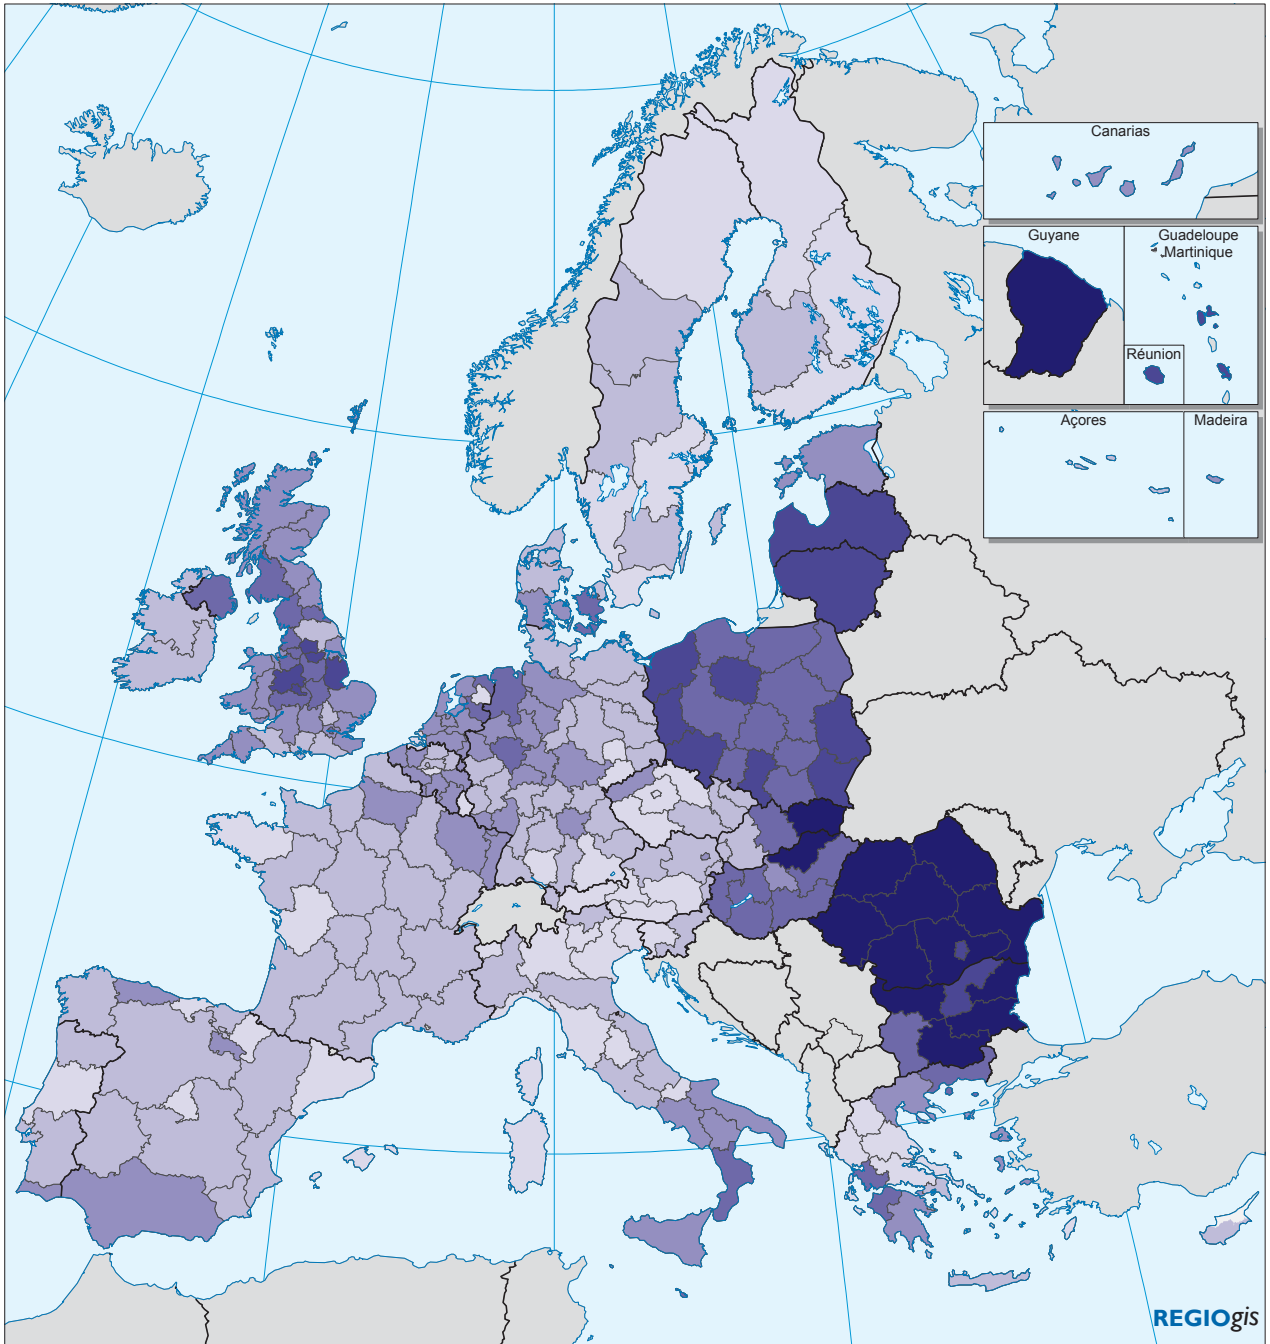 Canarias
Guyane
Guadeloupe
Martinique
Réunion
Açores
Madeira
REGIOgis